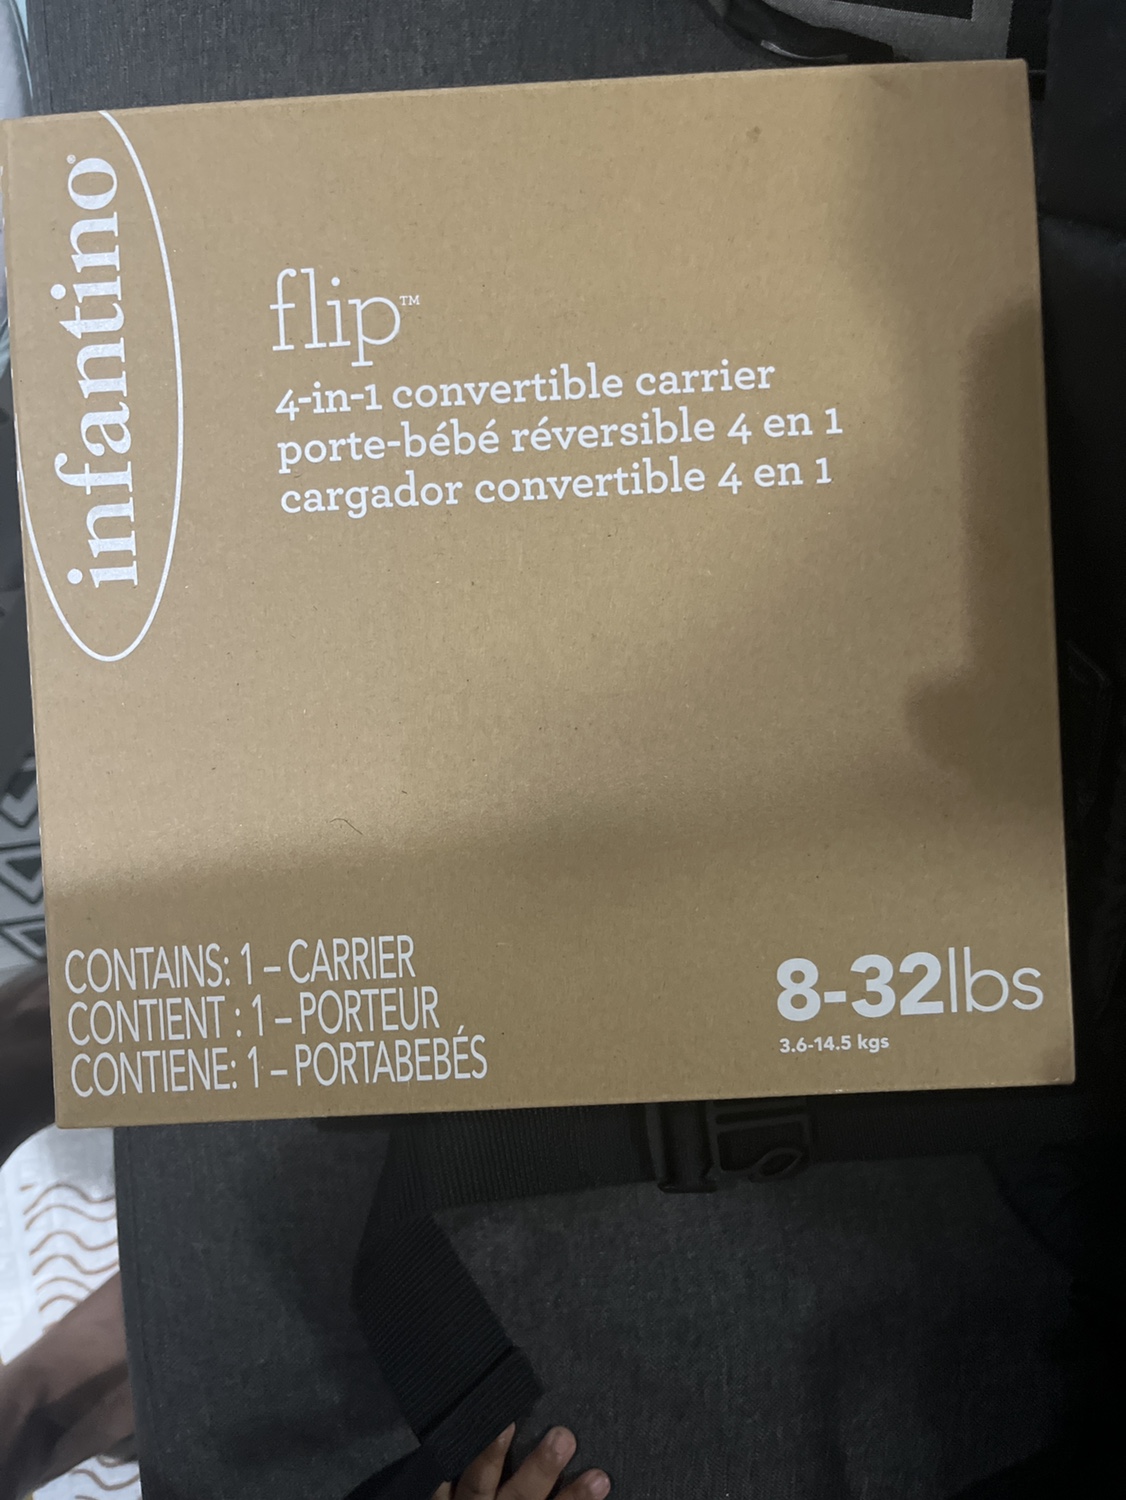 infantino®
flip™
4-in-1 convertible carrier
porte-bébé réversible 4 en 1
cargador convertible 4 en 1
CONTAINS: 1 – CARRIER
CONTIENT : 1 – PORTEUR
CONTIENE: 1 – PORTABEBÉS
8-32lbs
3.6-14.5 kgs